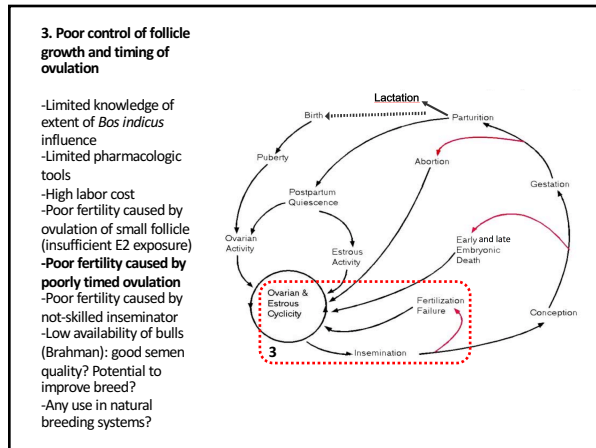 3. Poor control of follicle
growth and timing of
ovulation
-Limited knowledge of
extent of Bos indicus
influence
-Limited pharmacologic
tools
-High labor cost
-Poor fertility caused by
ovulation of small follicle
(insufficient E2 exposure)
-Poor fertility caused by
poorly timed ovulation
-Poor fertility caused by
not-skilled inseminator
-Low availability of bulls
(Brahman): good semen
quality? Potential to
improve breed?
-Any use in natural
breeding systems?
Lactation
Birth
Parturition
Puberty
Abortion
Postpartum
Quiescence
Gestation
Ovarian
Activity
Estrous
Activity
Early and late
Embryonic
Death
Ovarian &
Estrous
Cyclicity
Fertilization
Failure
Conception
3
Insemination